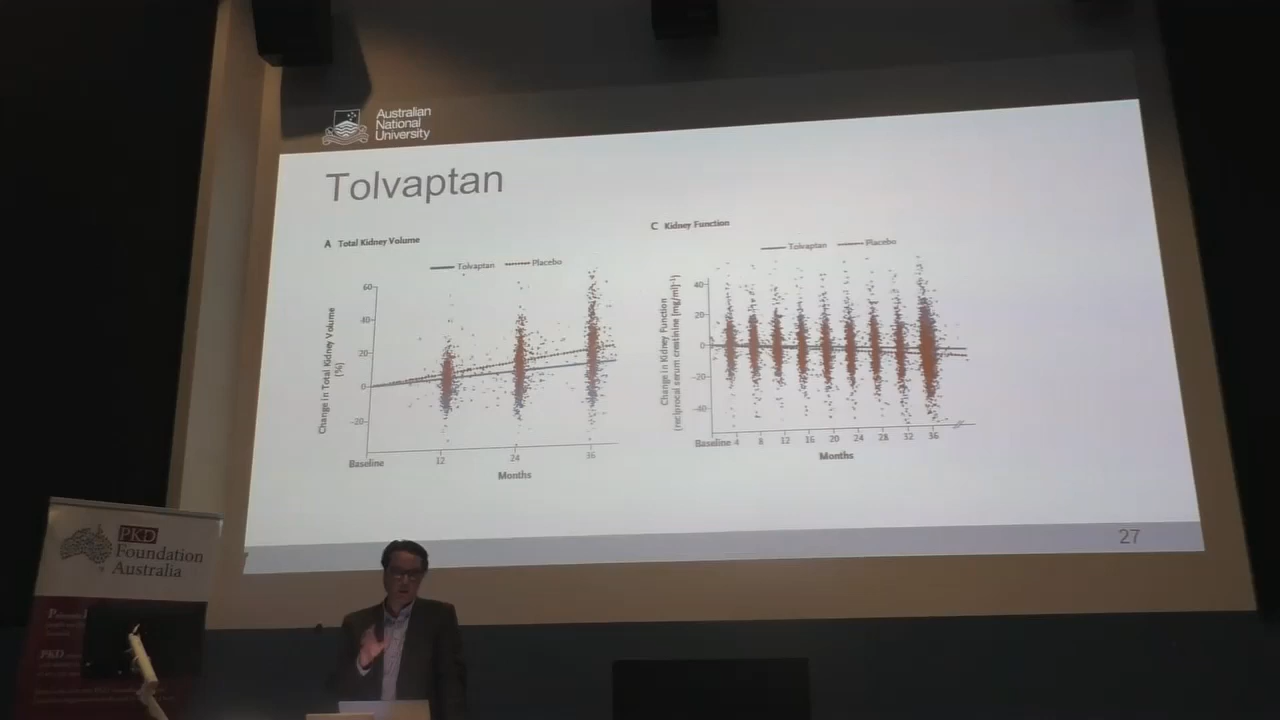 Australian
National
University
Tolvaptan
A Total Kidney Volume
Tolvaptan Placebo
Change in Total Kidney Volume
(%)
60
40
20
0
-20
Baseline 12 24 36
Months
C Kidney Function
Tolvaptan Placebo
Change in Kidney Function
(reciprocal serum creatinine [mg/ml]-1)
40
20
0
-20
-40
Baseline 4 8 12 16 20 24 28 32 36
Months
27
PKD
Foundation
Australia
PKD